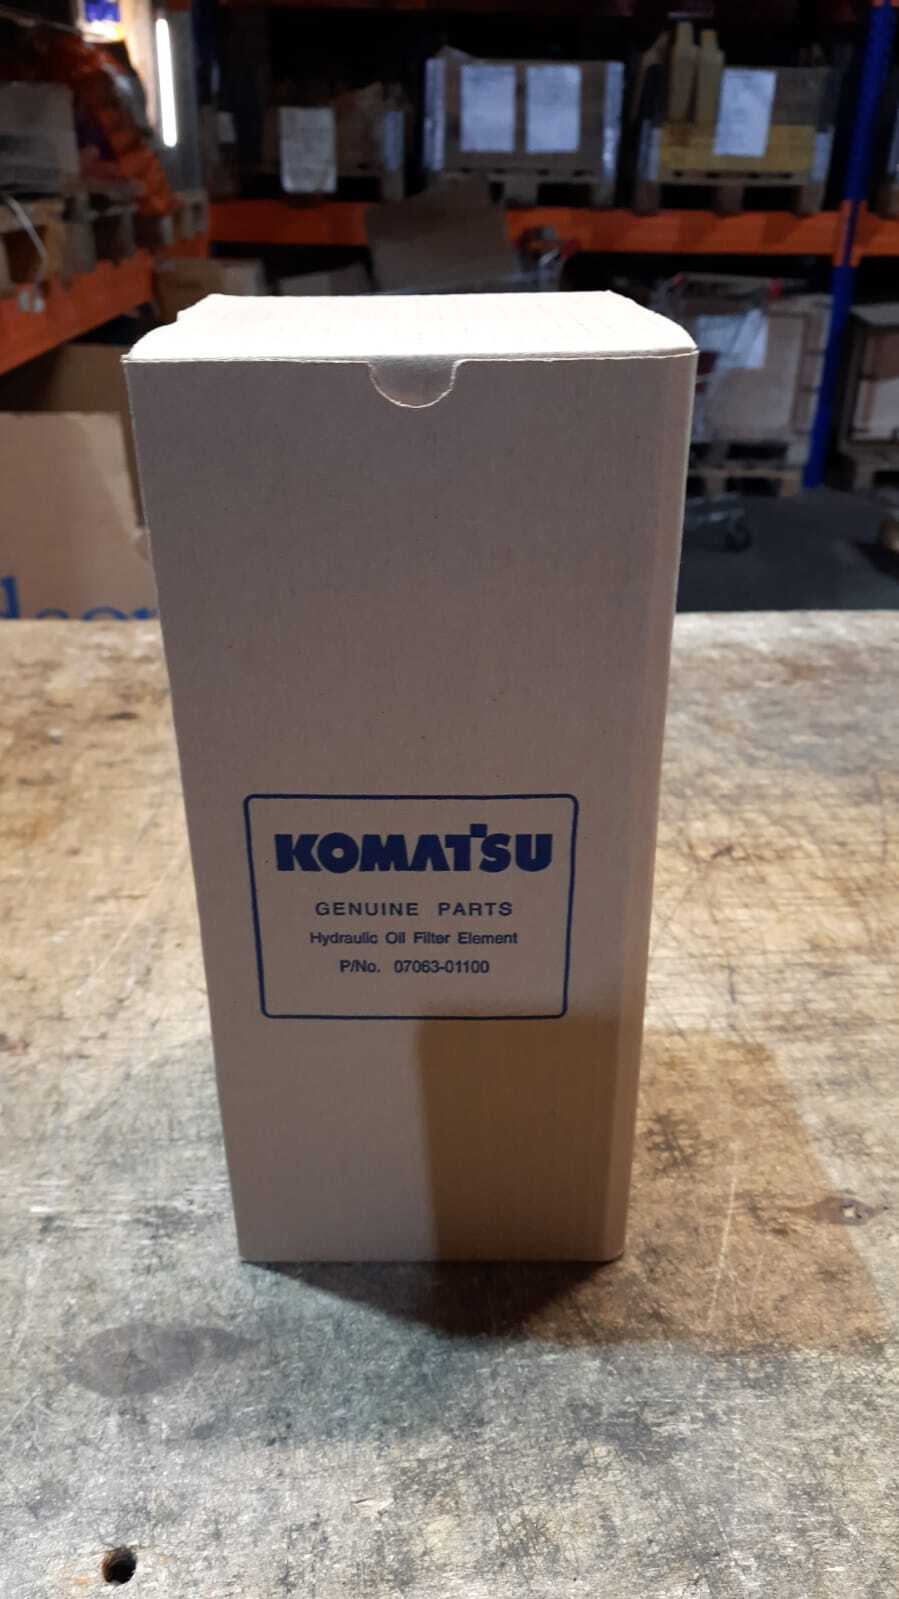 KOMATSU
GENUINE PARTS
Hydraulic Oil Filter Element
P/No. 07063-01100